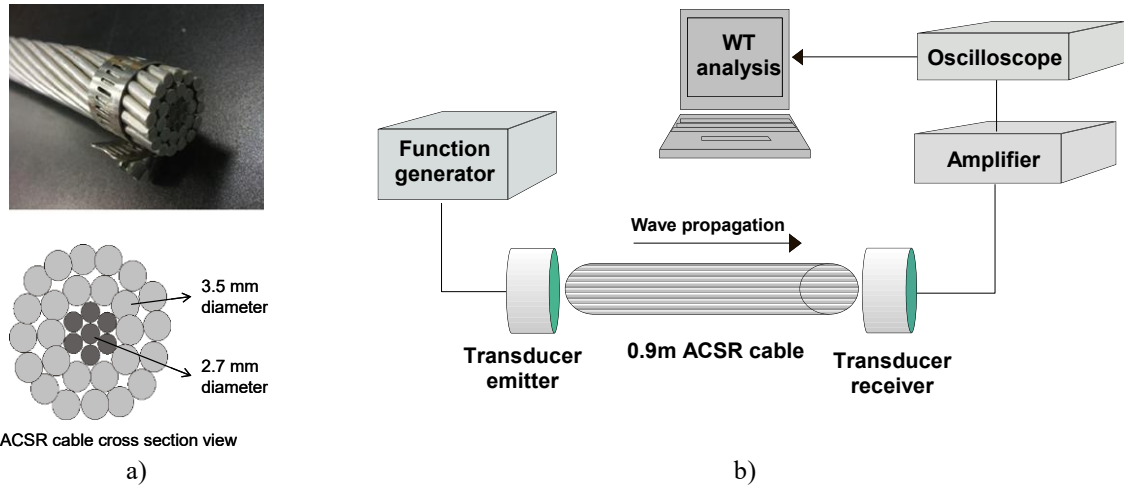 3.5 mm
diameter
2.7 mm
diameter
ACSR cable cross section view
a)
WT
analysis
Oscilloscope
Function
generator
Amplifier
Wave propagation
Transducer
emitter
0.9m ACSR cable
Transducer
receiver
b)